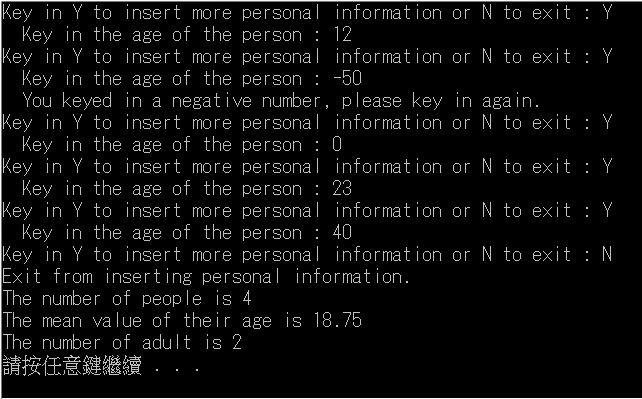 Key in Y to insert more personal information or N to exit : Y
  Key in the age of the person : 12
Key in Y to insert more personal information or N to exit : Y
  Key in the age of the person : -50
  You keyed in a negative number, please key in again.
Key in Y to insert more personal information or N to exit : Y
  Key in the age of the person : 0
Key in Y to insert more personal information or N to exit : Y
  Key in the age of the person : 23
Key in Y to insert more personal information or N to exit : Y
  Key in the age of the person : 40
Key in Y to insert more personal information or N to exit : N
Exit from inserting personal information.
The number of people is 4
The mean value of their age is 18.75
The number of adult is 2
請按任意鍵繼續 . . .